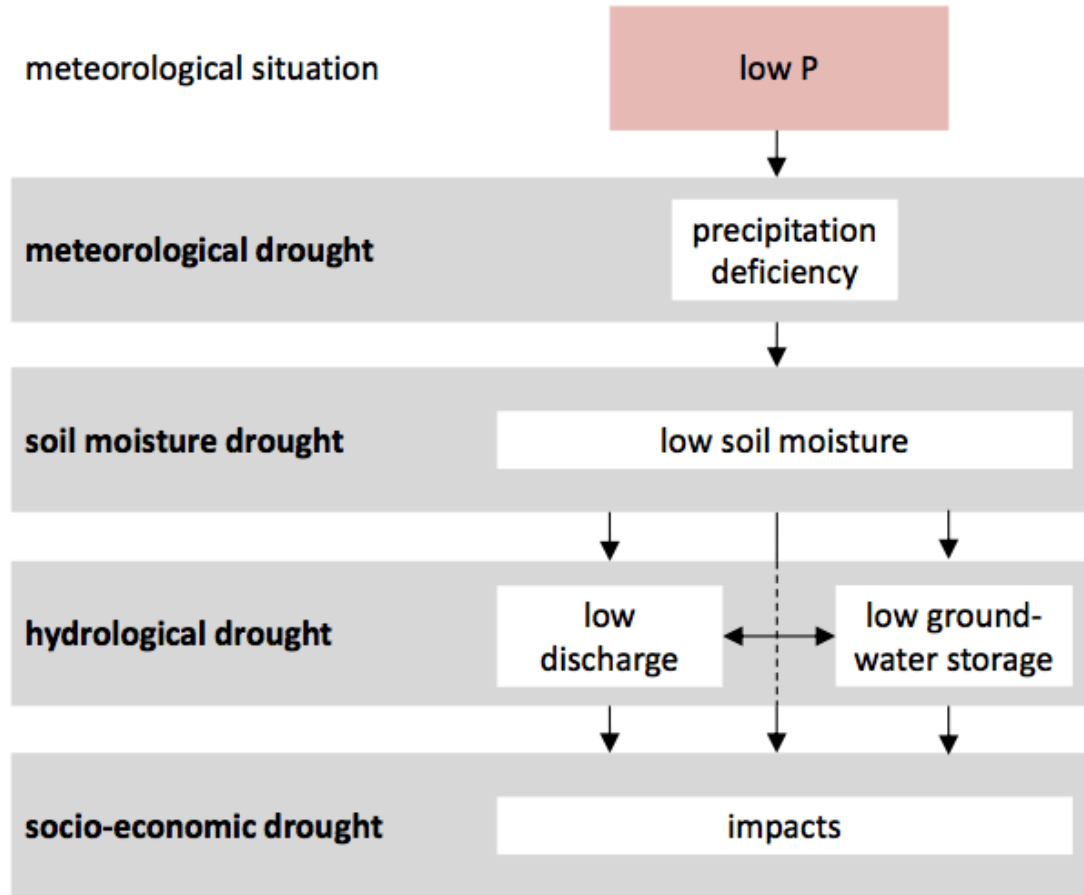 meteorological situation
low P
meteorological drought
precipitation
deficiency
soil moisture drought
low soil moisture
hydrological drought
low
discharge
low ground-
water storage
socio-economic drought
impacts